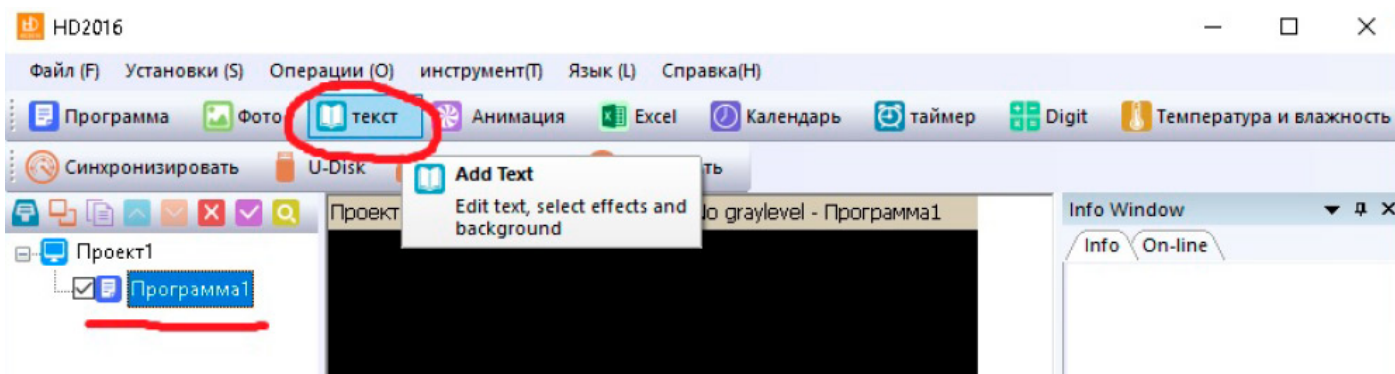 HD2016
Файл (F) Установки (S) Операции (O) инструмент(T) Язык (L) Справка(H)
Программа Фото текст Анимация Excel Календарь таймер Digit Температура и влажность
Синхронизировать U-Disk ть
Add Text
Edit text, select effects and
background
Проект No graylevel - Программа1
Info Window
Info On-line
Проект1
Программа1